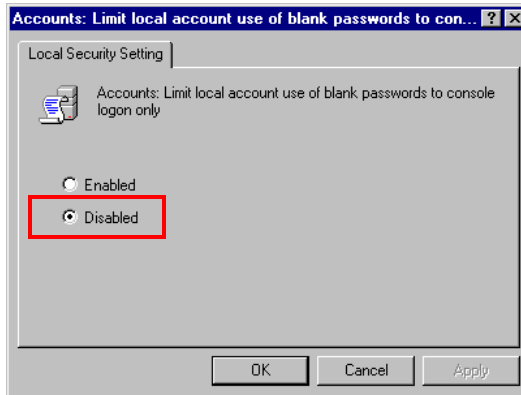 Accounts: Limit local account use of blank passwords to con...
Local Security Setting
Accounts: Limit local account use of blank passwords to console
logon only
Enabled
Disabled
OK Cancel Apply